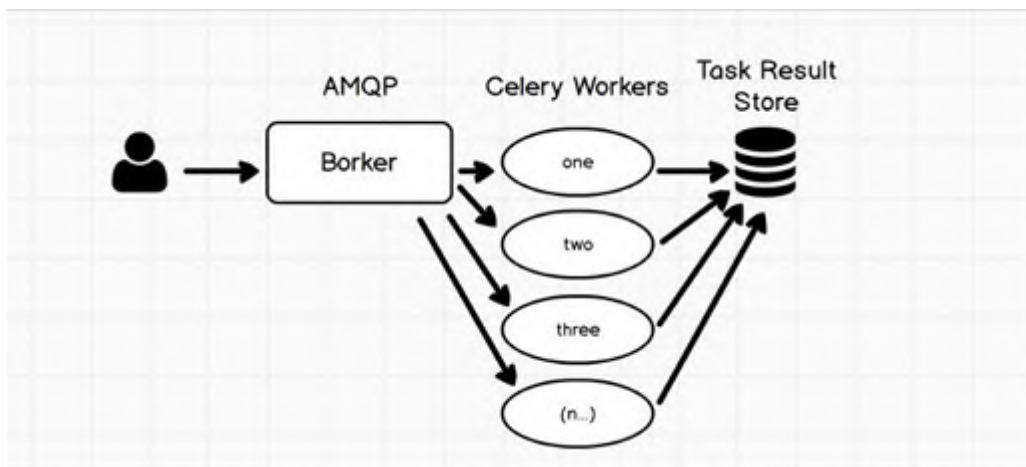 AMQP
Celery Workers
Task Result
Store
Borker
one
two
three
(n...)